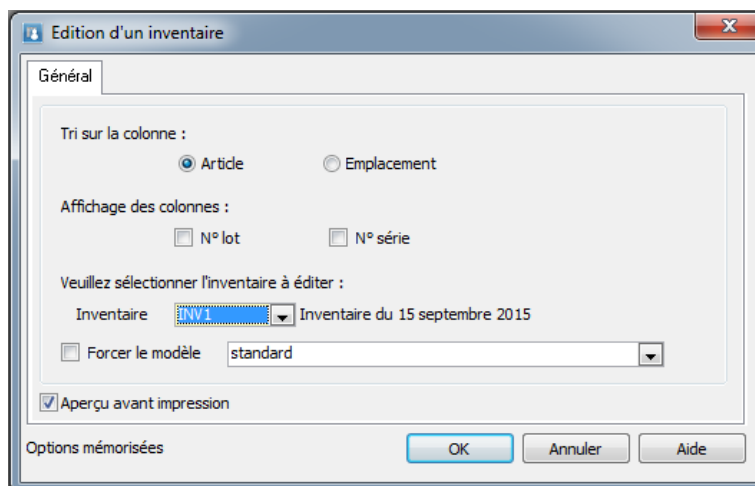 Edition d'un inventaire
Général
Tri sur la colonne :
Article Emplacement
Affichage des colonnes :
N° lot N° série
Veuillez sélectionner l'inventaire à éditer :
Inventaire INV1 Inventaire du 15 septembre 2015
Forcer le modèle standard
Aperçu avant impression
Options mémorisées OK Annuler Aide